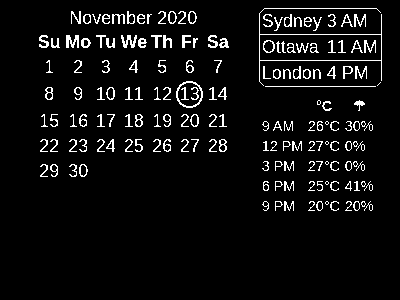 November 2020
Su Mo Tu We Th Fr Sa
1 2 3 4 5 6 7
8 9 10 11 12 13 14
15 16 17 18 19 20 21
22 23 24 25 26 27 28
29 30
Sydney 3 AM
Ottawa 11 AM
London 4 PM
°C ☂
9 AM 26°C 30%
12 PM 27°C 0%
3 PM 27°C 0%
6 PM 25°C 41%
9 PM 20°C 20%